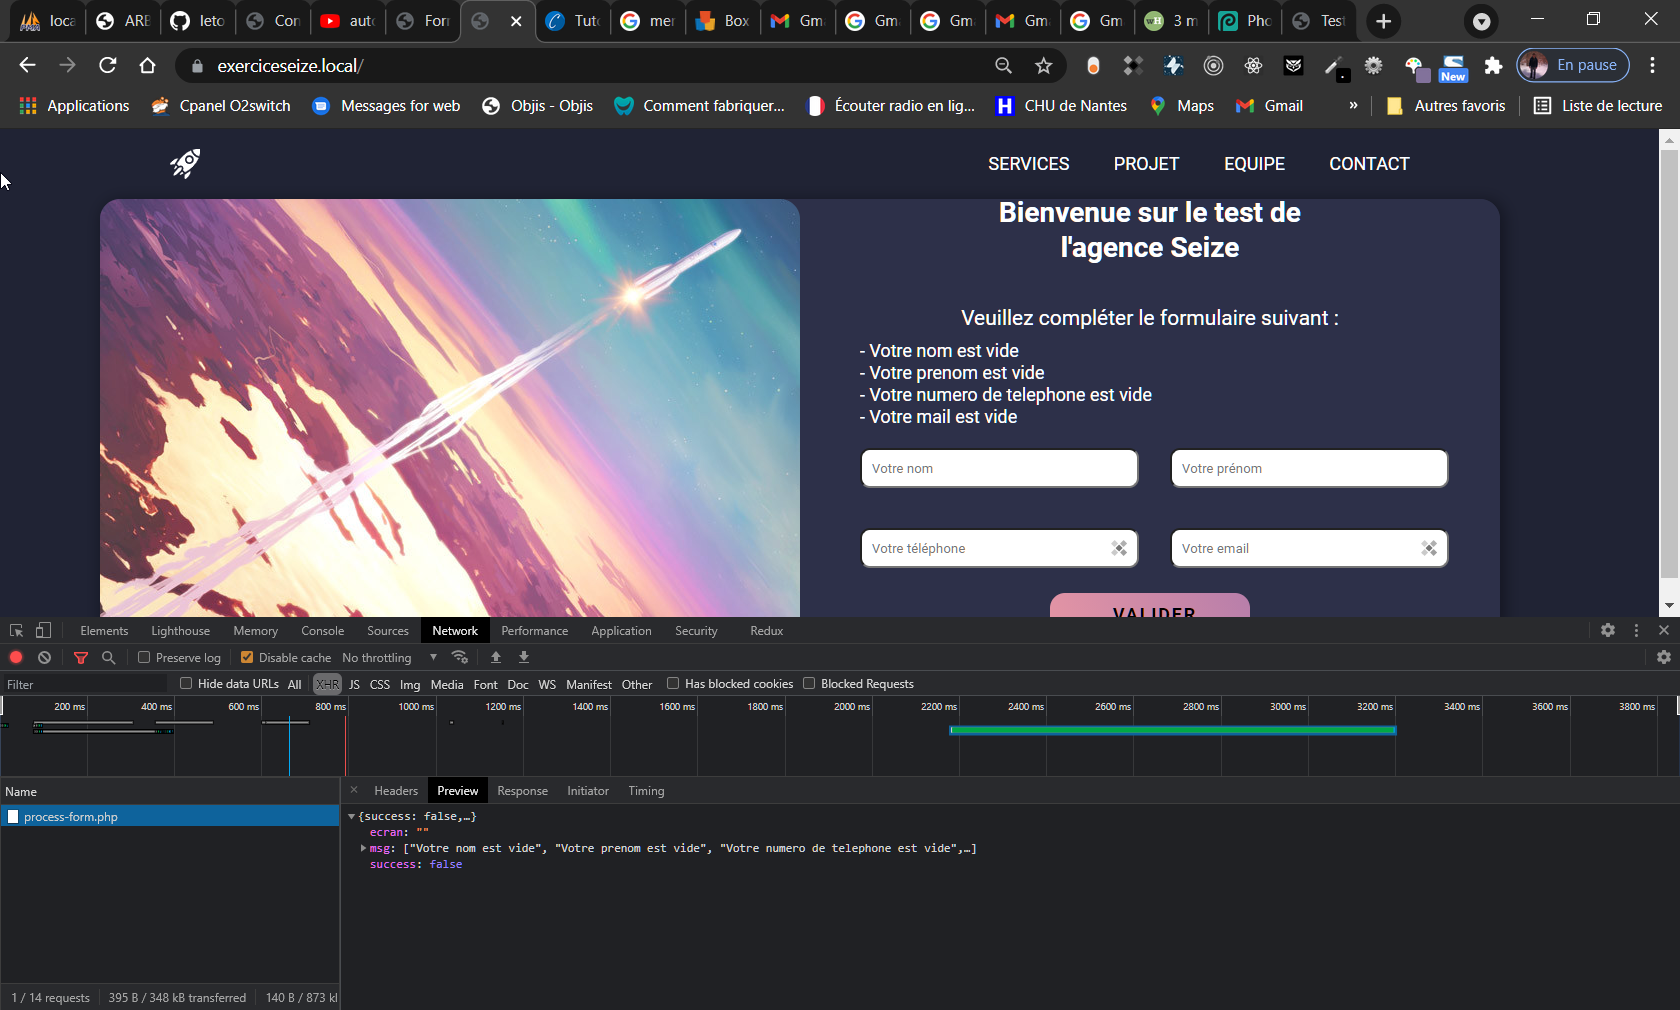 loca
ARE
leto
Con
auto
Forr
Tuto
mer
Box
Gma
Gma
Gma
Gma
Gm
3 m
Pho
Test
exerciceseize.local/
New
En pause
Applications
Cpanel O2switch
Messages for web
Objis - Objis
Comment fabriquer...
Écouter radio en lig...
CHU de Nantes
Maps
Gmail
»
Autres favoris
Liste de lecture
SERVICES PROJET EQUIPE CONTACT
Bienvenue sur le test de
l'agence Seize
Veuillez compléter le formulaire suivant :
- Votre nom est vide
- Votre prenom est vide
- Votre numero de telephone est vide
- Votre mail est vide
Votre nom
Votre prénom
Votre téléphone
Votre email
VALIDER
Elements Lighthouse Memory Console Sources Network Performance Application Security Redux
Preserve log Disable cache No throttling
Filter Hide data URLs All XHR JS CSS Img Media Font Doc WS Manifest Other Has blocked cookies Blocked Requests
200 ms 400 ms 600 ms 800 ms 1000 ms 1200 ms 1400 ms 1600 ms 1800 ms 2000 ms 2200 ms 2400 ms 2600 ms 2800 ms 3000 ms 3200 ms 3400 ms 3600 ms 3800 ms
Name
process-form.php
Headers Preview Response Initiator Timing
{success: false,…}
ecran: ""
msg: ["Votre nom est vide", "Votre prenom est vide", "Votre numero de telephone est vide",…]
success: false
1 / 14 requests 395 B / 348 kB transferred 140 B / 873 kl